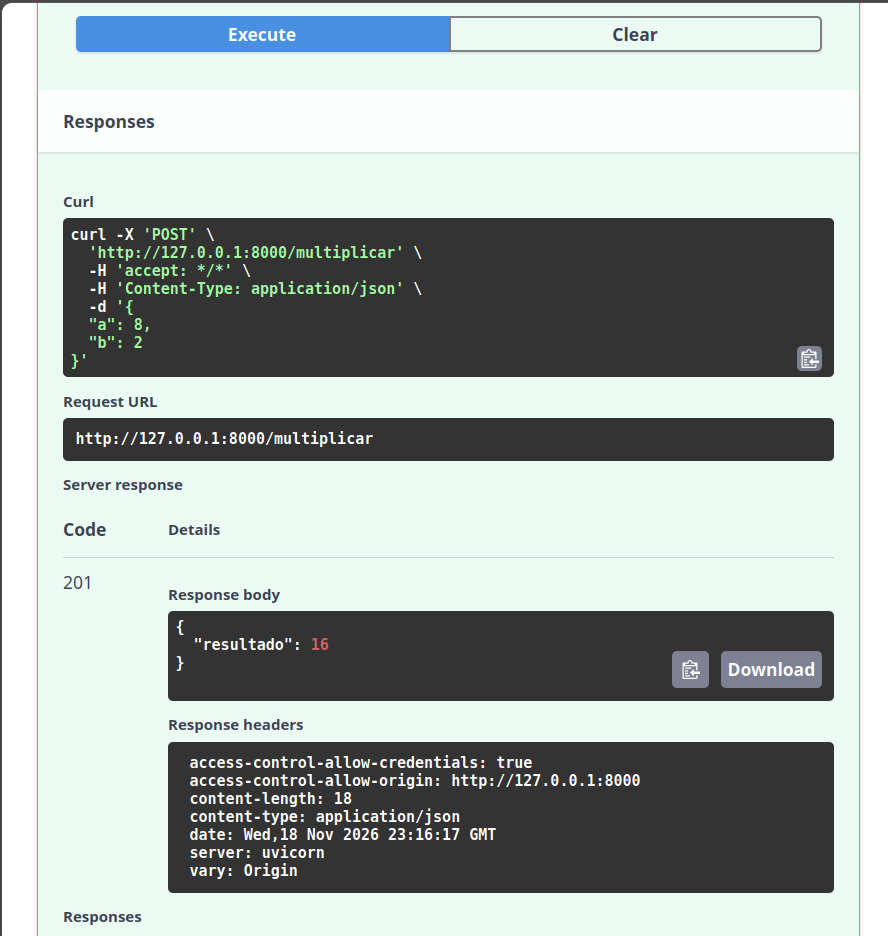 Execute
Clear
Responses
Curl
curl -X 'POST' \
  'http://127.0.0.1:8000/multiplicar' \
  -H 'accept: */*' \
  -H 'Content-Type: application/json' \
  -d '{
  "a": 8,
  "b": 2
}'
Request URL
http://127.0.0.1:8000/multiplicar
Server response
Code
Details
201
Response body
{
  "resultado": 16
}
Download
Response headers
access-control-allow-credentials: true
access-control-allow-origin: http://127.0.0.1:8000
content-length: 18
content-type: application/json
date: Wed,18 Nov 2026 23:16:17 GMT
server: uvicorn
vary: Origin
Responses